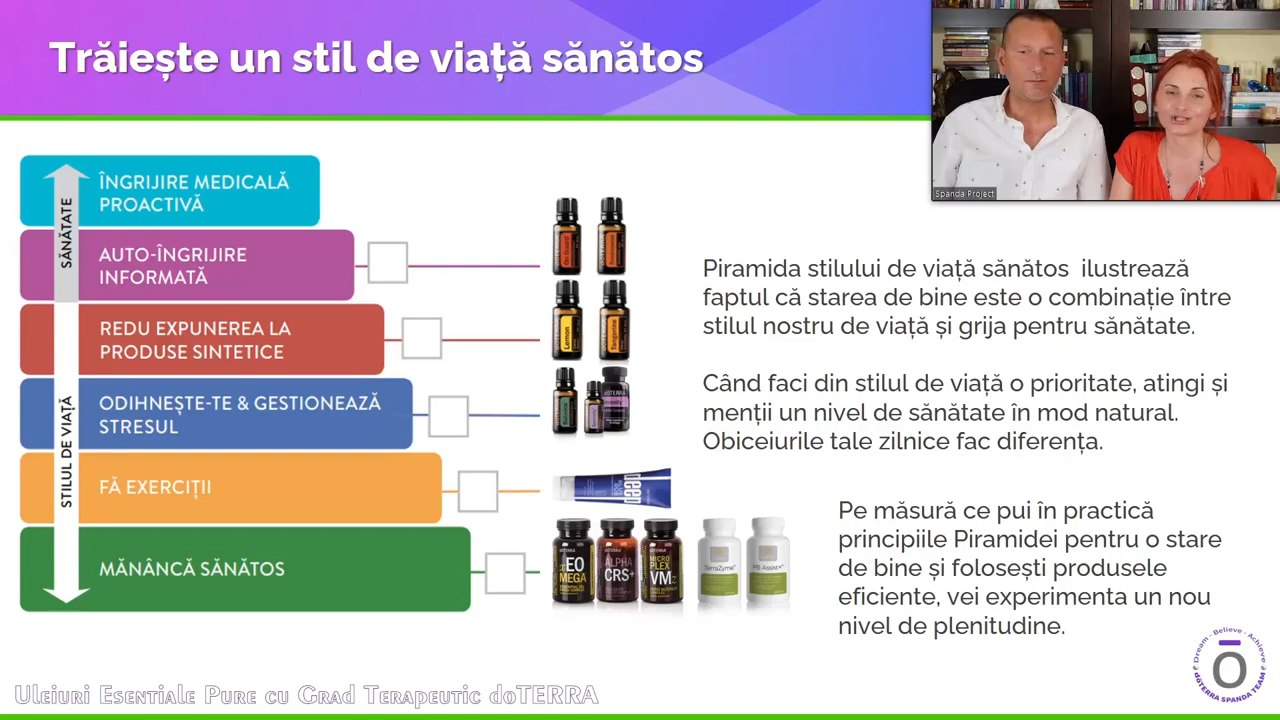 Trăiește un stil de viață sănătos
Spanda Project
SĂNĂTATE
STILUL DE VIAȚĂ
ÎNGRIJIRE MEDICALĂ
PROACTIVĂ
AUTO-ÎNGRIJIRE
INFORMATĂ
REDU EXPUNEREA LA
PRODUSE SINTETICE
ODIHNEȘTE-TE & GESTIONEAZĂ
STRESUL
FĂ EXERCIȚII
MĂNÂNCĂ SĂNĂTOS
On Guard
Lemon
Tangerine
deep
EO
MEGA
ALPHA
CRS+
MICRO
PLEX
VMz
TerraZyme
PB Assist+
Piramida stilului de viață sănătos ilustrează
faptul că starea de bine este o combinație între
stilul nostru de viață și grija pentru sănătate.
Când faci din stilul de viață o prioritate, atingi și
menții un nivel de sănătate în mod natural.
Obiceiurile tale zilnice fac diferența.
Pe măsură ce pui în practică
principiile Piramidei pentru o stare
de bine și folosești produsele
eficiente, vei experimenta un nou
nivel de plenitudine.
Dream - Believe - Achieve
dōTERRA SPANDA TEAM
Uleiuri Esentiale Pure cu Grad Terapeutic doTERRA